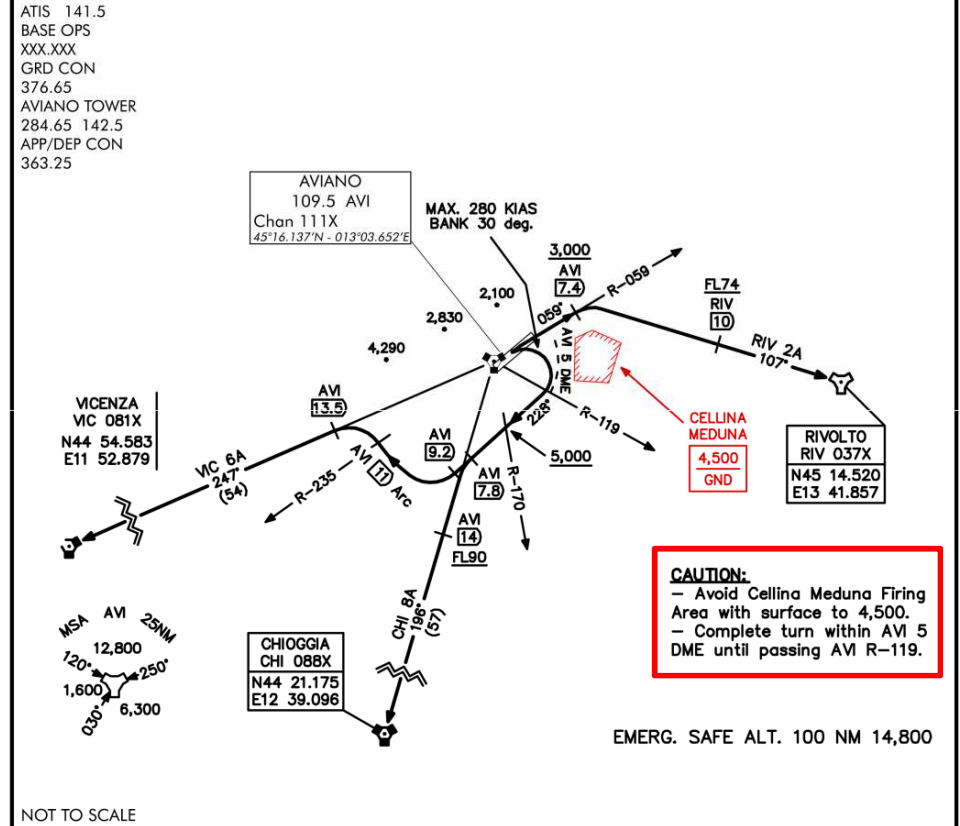 ATIS 141.5
BASE OPS
XXX.XXX
GRD CON
376.65
AVIANO TOWER
284.65 142.5
APP/DEP CON
363.25
AVIANO
109.5 AVI
Chan 111X
45°16.137'N - 013°03.652'E
MAX. 280 KIAS
BANK 30 deg.
3,000
AVI
7.4
R-059
059°
2,100
2,830
4,290
FL74
RIV
10
RIV 2A
107°
AVI 5 DME
228°
R-119
CELLINA
MEDUNA
4,500
GND
RIVOLTO
RIV 037X
N45 14.520
E13 41.857
VICENZA
VIC 081X
N44 54.583
E11 52.879
AVI
13.5
VIC 6A
247°
(54)
R-235
AVI 11 Arc
AVI
9.2
AVI
7.8
5,000
R-170
AVI
14
FL90
CHI 8A
196°
(57)
CHIOGGIA
CHI 088X
N44 21.175
E12 39.096
MSA AVI 25NM
12,800
120°
250°
1,600
6,300
030°
CAUTION:
– Avoid Cellina Meduna Firing
Area with surface to 4,500.
– Complete turn within AVI 5
DME until passing AVI R-119.
EMERG. SAFE ALT. 100 NM 14,800
NOT TO SCALE